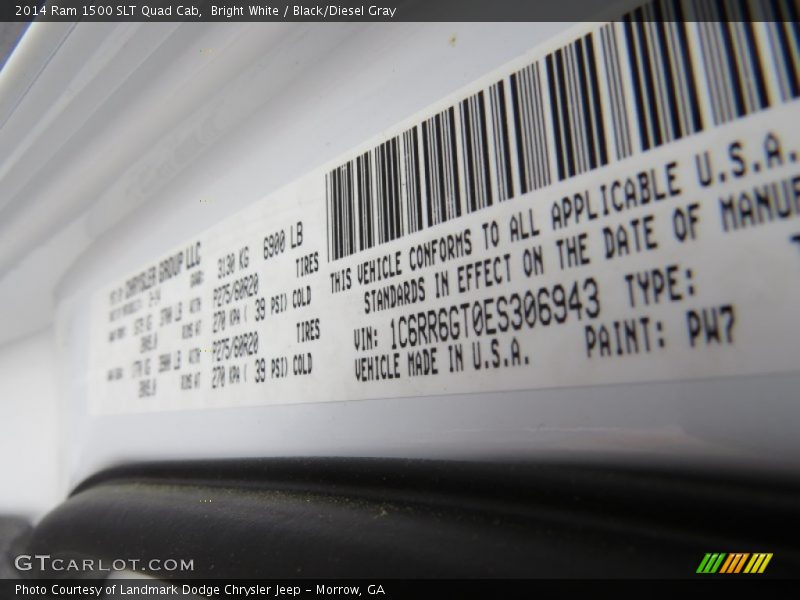 2014 Ram 1500 SLT Quad Cab, Bright White / Black/Diesel Gray
CHRYSLER GROUP LLC
3130 KG 6900 LB
TIRES
P275/60R20
270 KPA ( 39 PSI) COLD
TIRES
P275/60R20
270 KPA ( 39 PSI) COLD
THIS VEHICLE CONFORMS TO ALL APPLICABLE U.S.A.
STANDARDS IN EFFECT ON THE DATE OF MANUF
VIN: 1C6RR6GT0ES306943 TYPE:
VEHICLE MADE IN U.S.A. PAINT: PW7
GTCARLOT.COM
Photo Courtesy of Landmark Dodge Chrysler Jeep - Morrow, GA